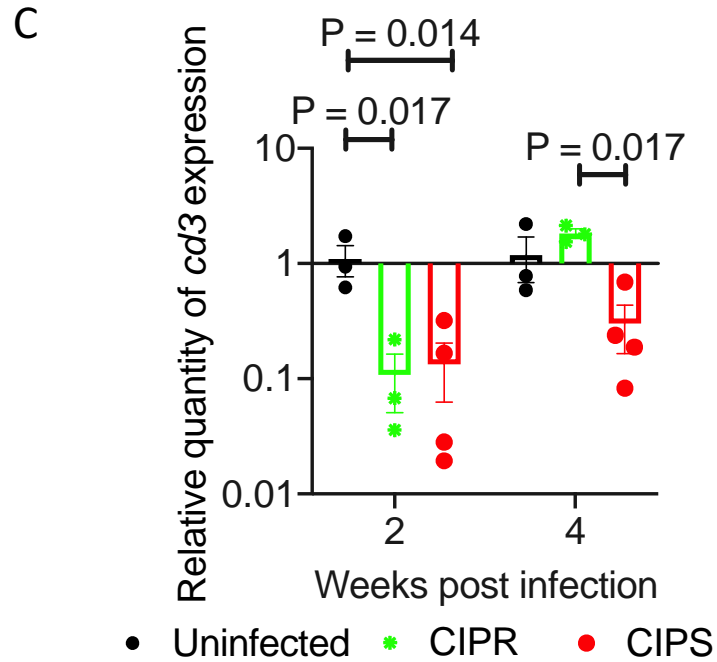 C
Relative quantity of cd3 expression
P = 0.014
P = 0.017
P = 0.017
10
1
0.1
0.01
2 4
Weeks post infection
Uninfected CIPR CIPS